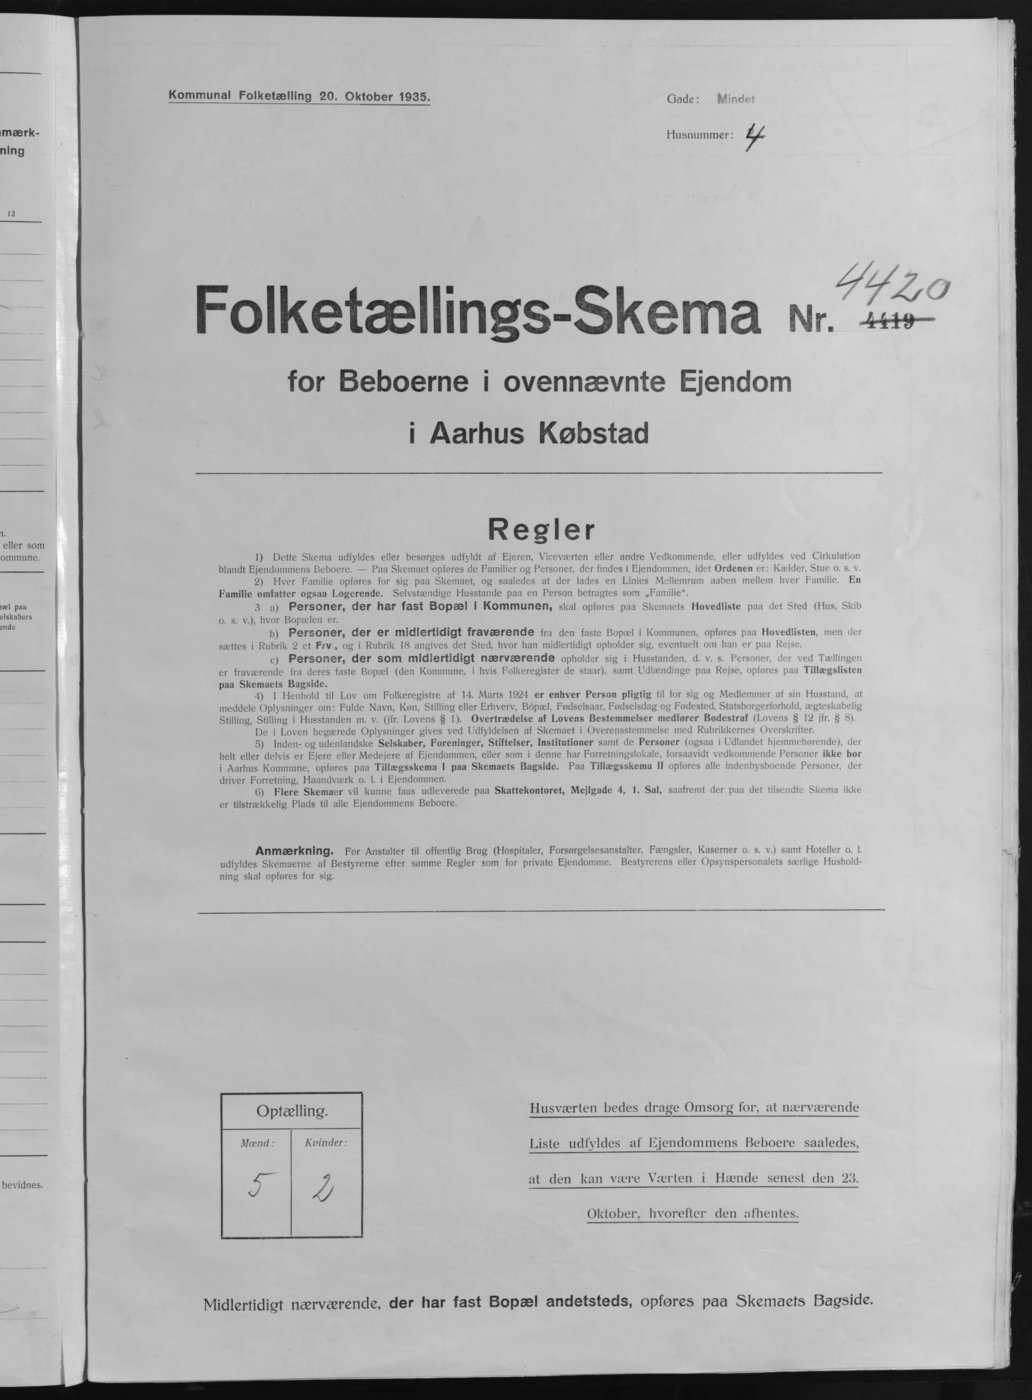 Kommunal Folketælling 20. Oktober 1935.
Gade: Mindet
Husnummer: 4
4420
Folketællings-Skema Nr. 4419
for Beboerne i ovennævnte Ejendom
i Aarhus Købstad
Regler
1) Dette Skema udfyldes eller besørges udfyldt af Ejeren, Viceværten eller andre Vedkommende, eller udfyldes ved Cirkulation
blandt Ejendommens Beboere. — Paa Skemaet opføres de Familier og Personer, der findes i Ejendommen, idet Ordenen er: Kælder, Stue o. s. v.
2) Hver Familie opføres for sig paa Skemaet, og saaledes at der lades en Linies Mellemrum aaben mellem hver Familie. En
Familie omfatter ogsaa Logerende. Selvstændige Husstande paa en Person betragtes som „Familie“.
3 a) Personer, der har fast Bopæl i Kommunen, skal opføres paa Skemaets Hovedliste paa det Sted (Hus, Skib
o. s. v.), hvor Bopælen er.
b) Personer, der er midlertidigt fraværende fra den faste Bopæl i Kommunen, opføres paa Hovedlisten, men der
sættes i Rubrik 2 et Frv., og i Rubrik 18 angives det Sted, hvor han midlertidigt opholder sig, eventuelt om han er paa Rejse.
c) Personer, der som midlertidigt nærværende opholder sig i Husstanden, d. v. s. Personer, der ved Tællingen
er fraværende fra deres faste Bopæl (den Kommune, i hvis Folkeregister de staar), samt Udlændinge paa Rejse, opføres paa Tillægslisten
paa Skemaets Bagside.
4) I Henhold til Lov om Folkeregistre af 14. Marts 1924 er enhver Person pligtig til for sig og Medlemmer af sin Husstand, at
meddele Oplysninger om: Fulde Navn, Køn, Stilling eller Erhverv, Bopæl, Fødselsaar, Fødselsdag og Fødested, Statsborgerforhold, ægteskabelig
Stilling, Stilling i Husstanden m. v. (jfr. Lovens § 1). Overtrædelse af Lovens Bestemmelser medfører Bødestraf (Lovens § 12 jfr. § 8).
De i Loven begærede Oplysninger gives ved Udfyldelsen af Skemaet i Overensstemmelse med Rubrikkernes Overskrifter.
5) Inden- og udenlandske Selskaber, Foreninger, Stiftelser, Institutioner samt de Personer (ogsaa i Udlandet hjemmehørende), der
helt eller delvis er Ejere eller Medejere af Ejendommen, eller som i denne har Forretningslokale, forsaavidt vedkommende Personer ikke bor
i Aarhus Kommune, opføres paa Tillægsskema I paa Skemaets Bagside. Paa Tillægsskema II opføres alle indenbysboende Personer, der
driver Forretning, Haandværk o. l. i Ejendommen.
6) Flere Skemaer vil kunne faas udleverede paa Skattekontoret, Mejlgade 4, 1. Sal, saafremt der paa det tilsendte Skema ikke
er tilstrækkelig Plads til alle Ejendommens Beboere.
Anmærkning. For Anstalter til offentlig Brug (Hospitaler, Forsørgelsesanstalter, Fængsler, Kaserner o. s. v.) samt Hoteller o. l.
udfyldes Skemaerne af Bestyrerne efter samme Regler som for private Ejendomme. Bestyrerens eller Opsynspersonalets særlige Hushold-
ning skal opføres for sig.
Optælling.
Mænd: Kvinder:
5 2
Husværten bedes drage Omsorg for, at nærværende
Liste udfyldes af Ejendommens Beboere saaledes,
at den kan være Værten i Hænde senest den 23.
Oktober, hvorefter den afhentes.
Midlertidigt nærværende, der har fast Bopæl andetsteds, opføres paa Skemaets Bagside.
mærk-
ning
12
eller som
ommune.
bevidnes.